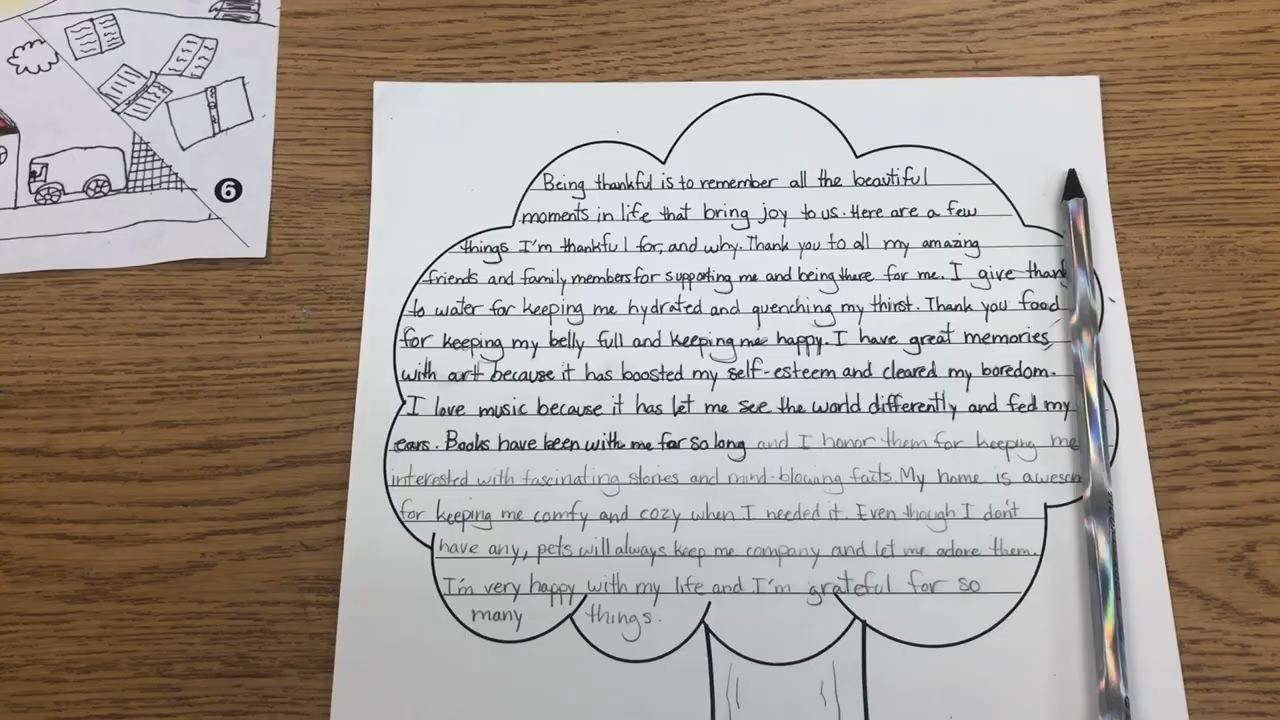 6
Being thankful is to remember all the beautiful
moments in life that bring joy to us. Here are a few
things I'm thankful for, and why. Thank you to all my amazing
friends and family members for supporting me and being there for me. I give
to water for keeping me hydrated and quenching my thirst. Thank you food
for keeping my belly full and keeping me happy. I have great memories
with art because it has boosted my self-esteem and cleared my boredom.
I love music because it has let me see the world differently and fed my
ears. Books have been with me for so long and I honor them for keeping me
interested with fascinating stories and mind-blowing facts. My home is
for keeping me comfy and cozy when I needed it. Even though I don't
have any, pets will always keep me company and let me adore them.
I'm very happy with my life and I'm grateful for so
many things.